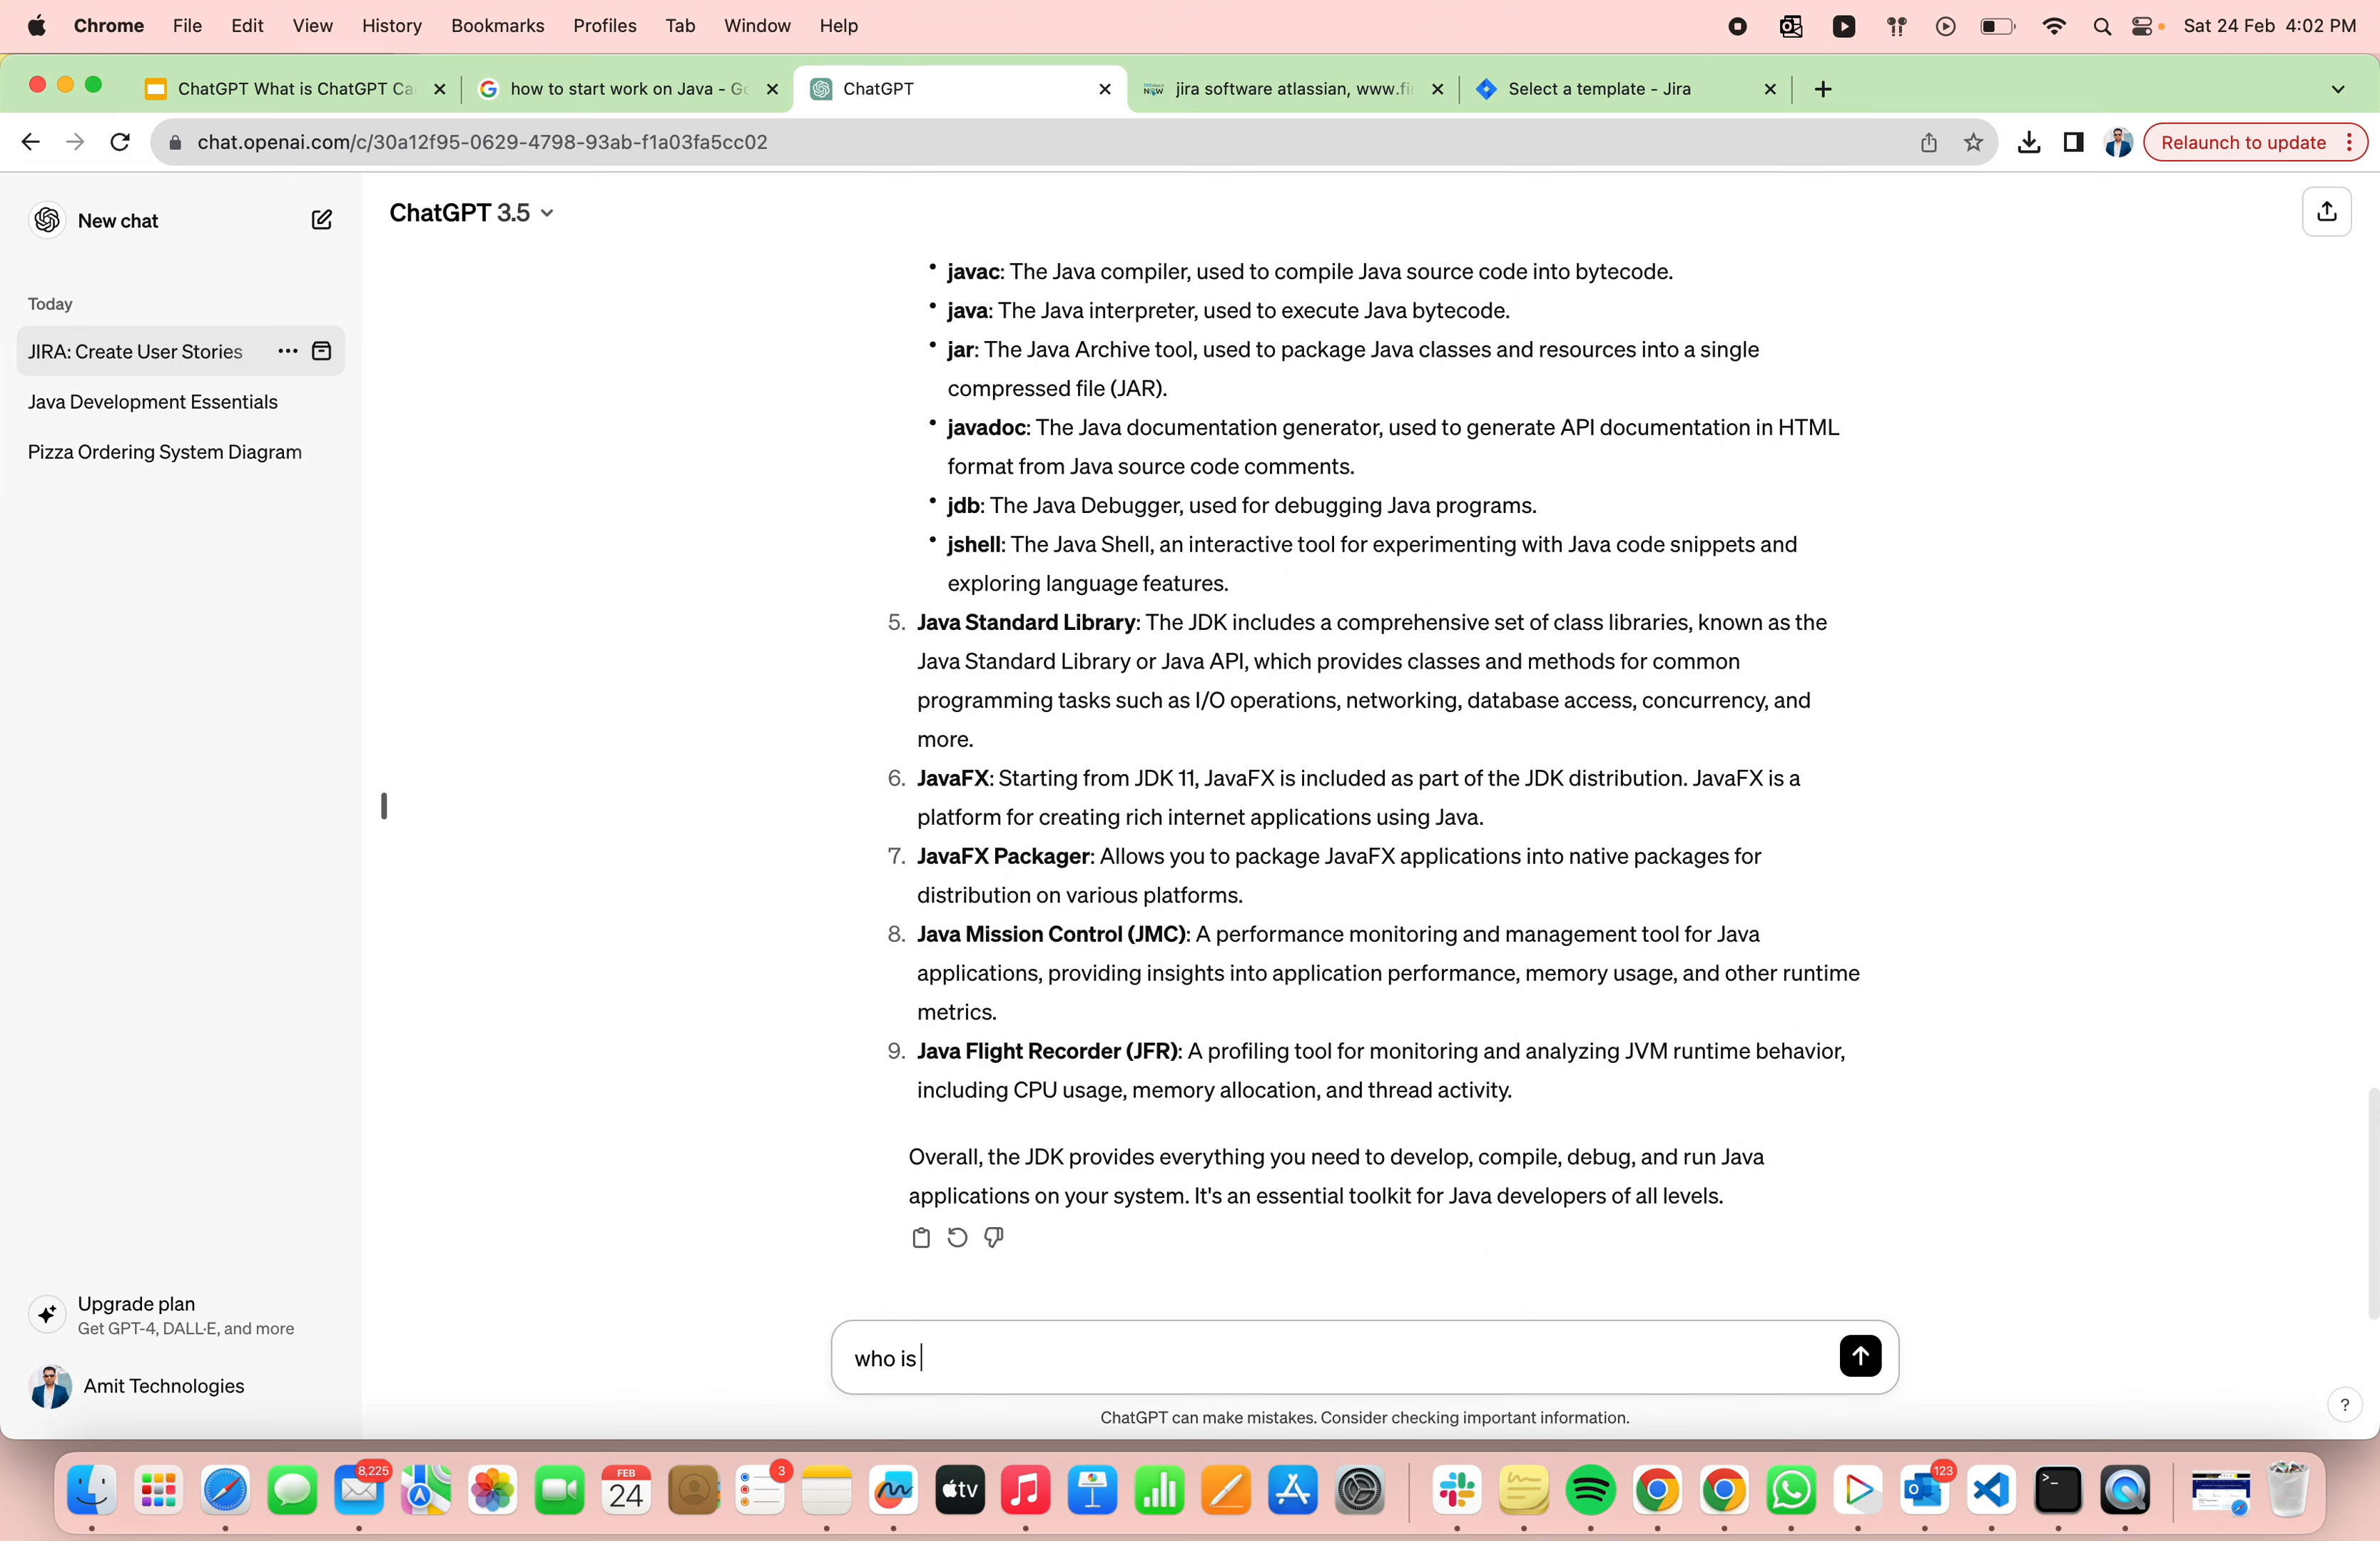 Chrome File Edit View History Bookmarks Profiles Tab Window Help Sat 24 Feb 4:02 PM
ChatGPT What is ChatGPT Ca how to start work on Java - Go ChatGPT NOW jira software atlassian, www.fi Select a template - Jira
chat.openai.com/c/30a12f95-0629-4798-93ab-f1a03fa5cc02 Relaunch to update
New chat
ChatGPT 3.5
Today
JIRA: Create User Stories
Java Development Essentials
Pizza Ordering System Diagram
• javac: The Java compiler, used to compile Java source code into bytecode.
• java: The Java interpreter, used to execute Java bytecode.
• jar: The Java Archive tool, used to package Java classes and resources into a single
compressed file (JAR).
• javadoc: The Java documentation generator, used to generate API documentation in HTML
format from Java source code comments.
• jdb: The Java Debugger, used for debugging Java programs.
• jshell: The Java Shell, an interactive tool for experimenting with Java code snippets and
exploring language features.
5. Java Standard Library: The JDK includes a comprehensive set of class libraries, known as the
Java Standard Library or Java API, which provides classes and methods for common
programming tasks such as I/O operations, networking, database access, concurrency, and
more.
6. JavaFX: Starting from JDK 11, JavaFX is included as part of the JDK distribution. JavaFX is a
platform for creating rich internet applications using Java.
7. JavaFX Packager: Allows you to package JavaFX applications into native packages for
distribution on various platforms.
8. Java Mission Control (JMC): A performance monitoring and management tool for Java
applications, providing insights into application performance, memory usage, and other runtime
metrics.
9. Java Flight Recorder (JFR): A profiling tool for monitoring and analyzing JVM runtime behavior,
including CPU usage, memory allocation, and thread activity.
Overall, the JDK provides everything you need to develop, compile, debug, and run Java
applications on your system. It's an essential toolkit for Java developers of all levels.
Upgrade plan
Get GPT-4, DALL·E, and more
Amit Technologies
who is
ChatGPT can make mistakes. Consider checking important information.
?
8,225 FEB 24 3 tv 123